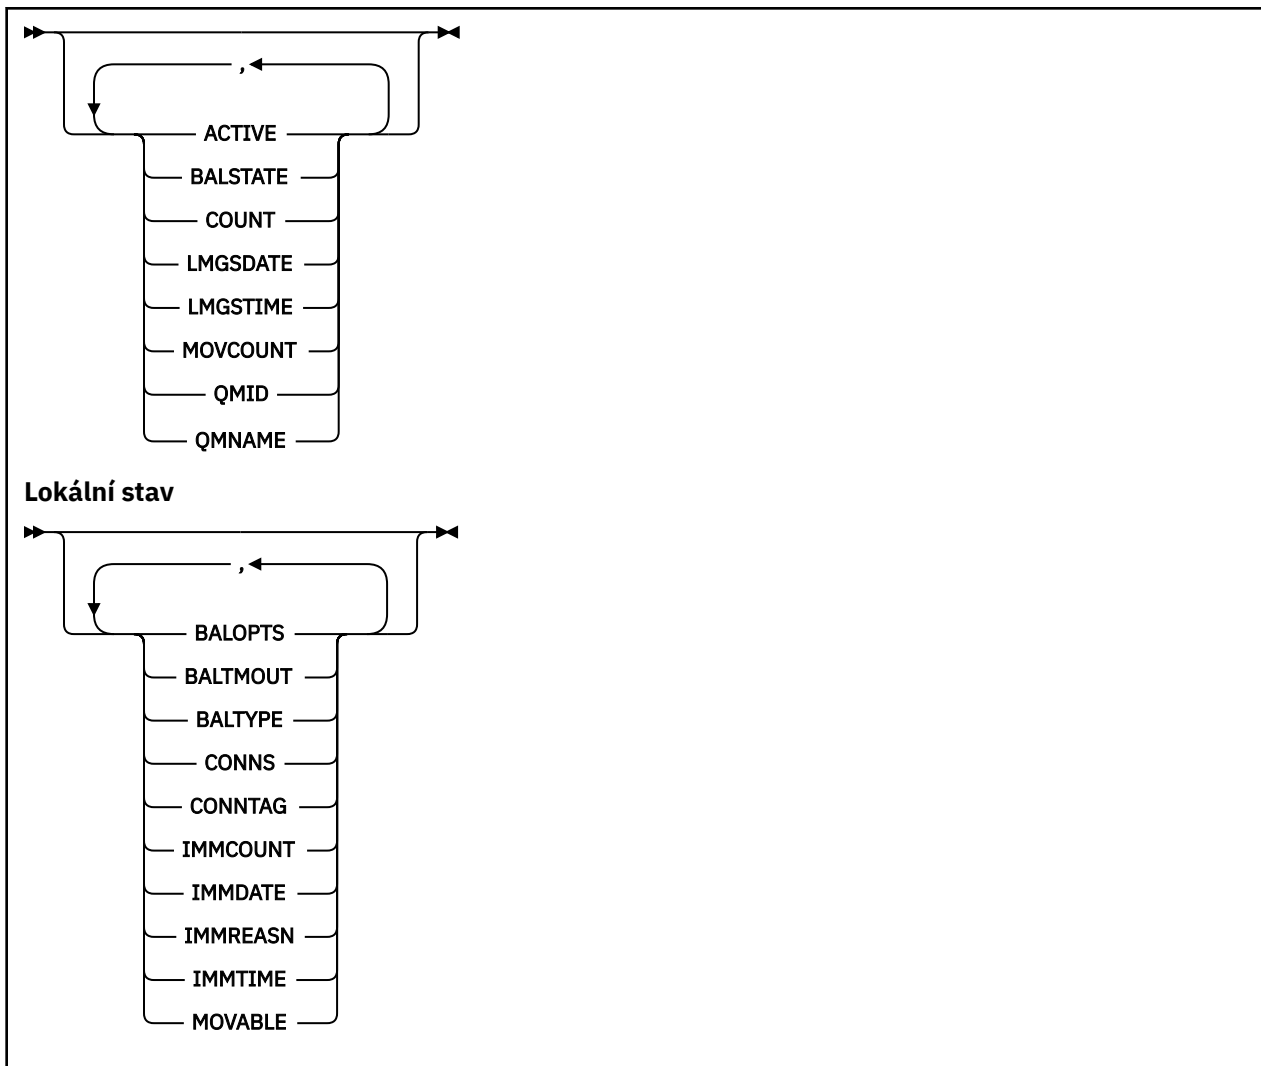 ,
ACTIVE
BALSTATE
COUNT
LMGSDATE
LMGSTIME
MOVCOUNT
QMID
QMNAME
Lokální stav
,
BALOPTS
BALTMOUT
BALTYPE
CONNS
CONNTAG
IMMCOUNT
IMMDATE
IMMREASN
IMMTIME
MOVABLE